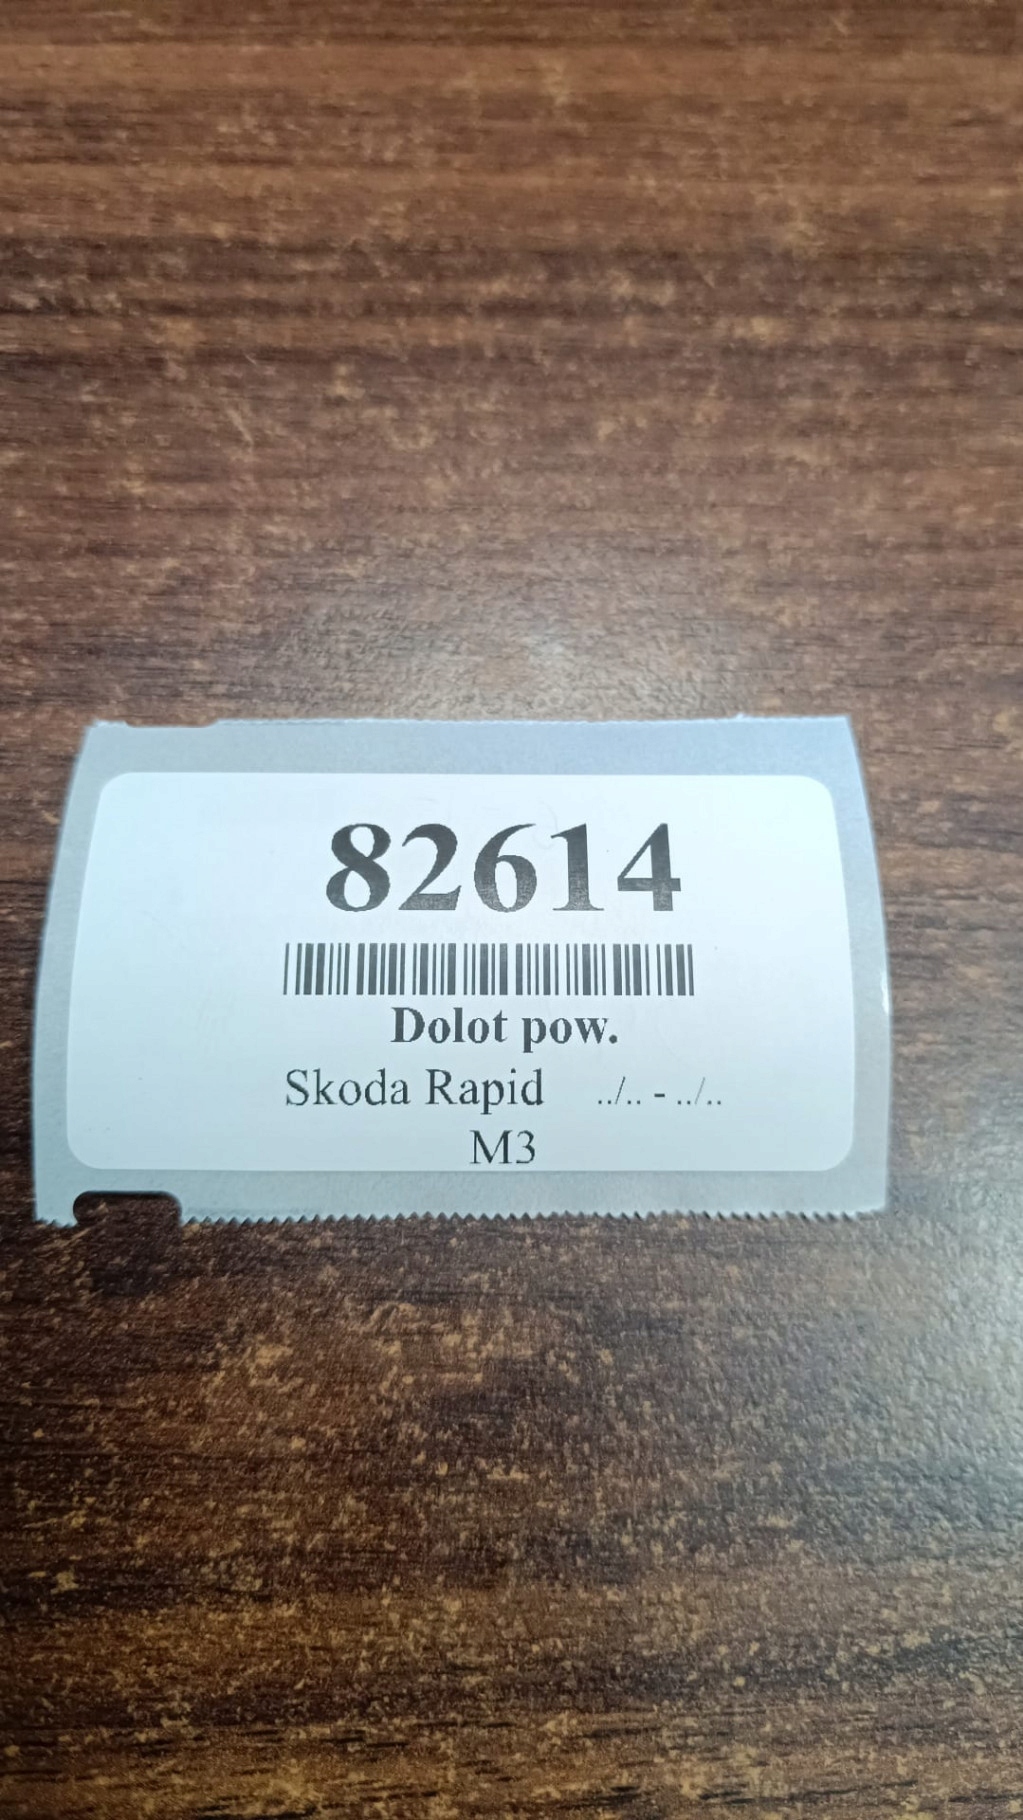 82614
Dolot pow.
Skoda Rapid ../.. - ../..
M3